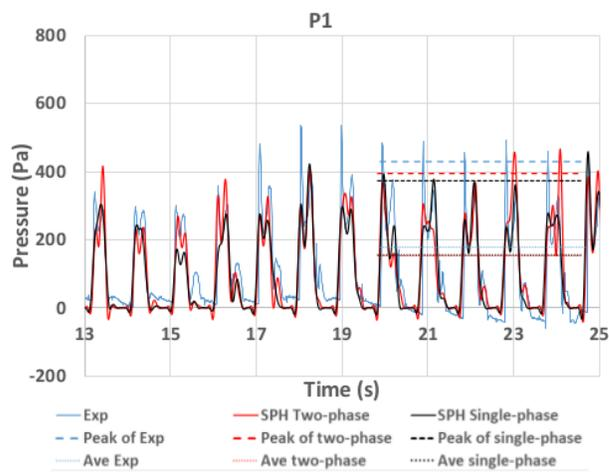 P1
800
600
400
200
0
-200
Pressure (Pa)
13 15 17 19 21 23 25
Time (s)
Exp SPH Two-phase SPH Single-phase
Peak of Exp Peak of two-phase Peak of single-phase
Ave Exp Ave two-phase Ave single-phase